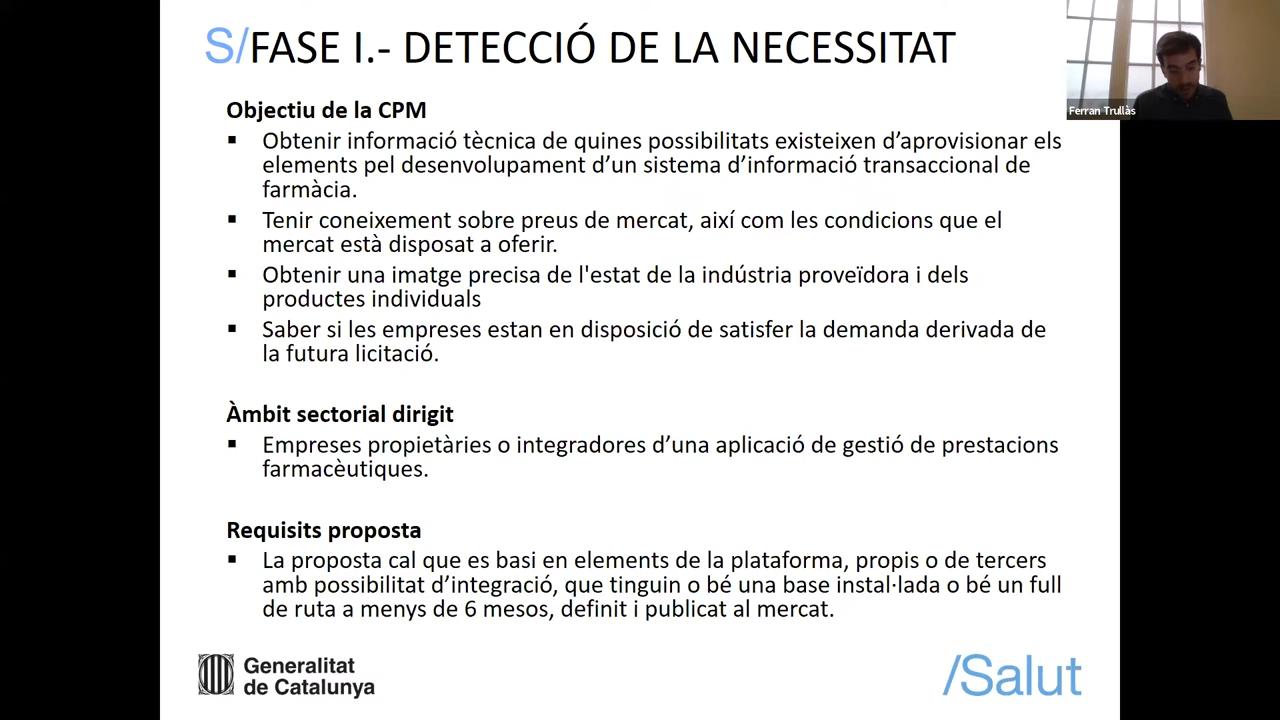 S/FASE I.- DETECCIÓ DE LA NECESSITAT
Ferran Trullàs
Objectiu de la CPM
▪ Obtenir informació tècnica de quines possibilitats existeixen d’aprovisionar els
elements pel desenvolupament d’un sistema d’informació transaccional de
farmàcia.
▪ Tenir coneixement sobre preus de mercat, així com les condicions que el
mercat està disposat a oferir.
▪ Obtenir una imatge precisa de l'estat de la indústria proveïdora i dels
productes individuals
▪ Saber si les empreses estan en disposició de satisfer la demanda derivada de
la futura licitació.
Àmbit sectorial dirigit
▪ Empreses propietàries o integradores d’una aplicació de gestió de prestacions
farmacèutiques.
Requisits proposta
▪ La proposta cal que es basi en elements de la plataforma, propis o de tercers
amb possibilitat d’integració, que tinguin o bé una base instal·lada o bé un full
de ruta a menys de 6 mesos, definit i publicat al mercat.
Generalitat
de Catalunya
/Salut